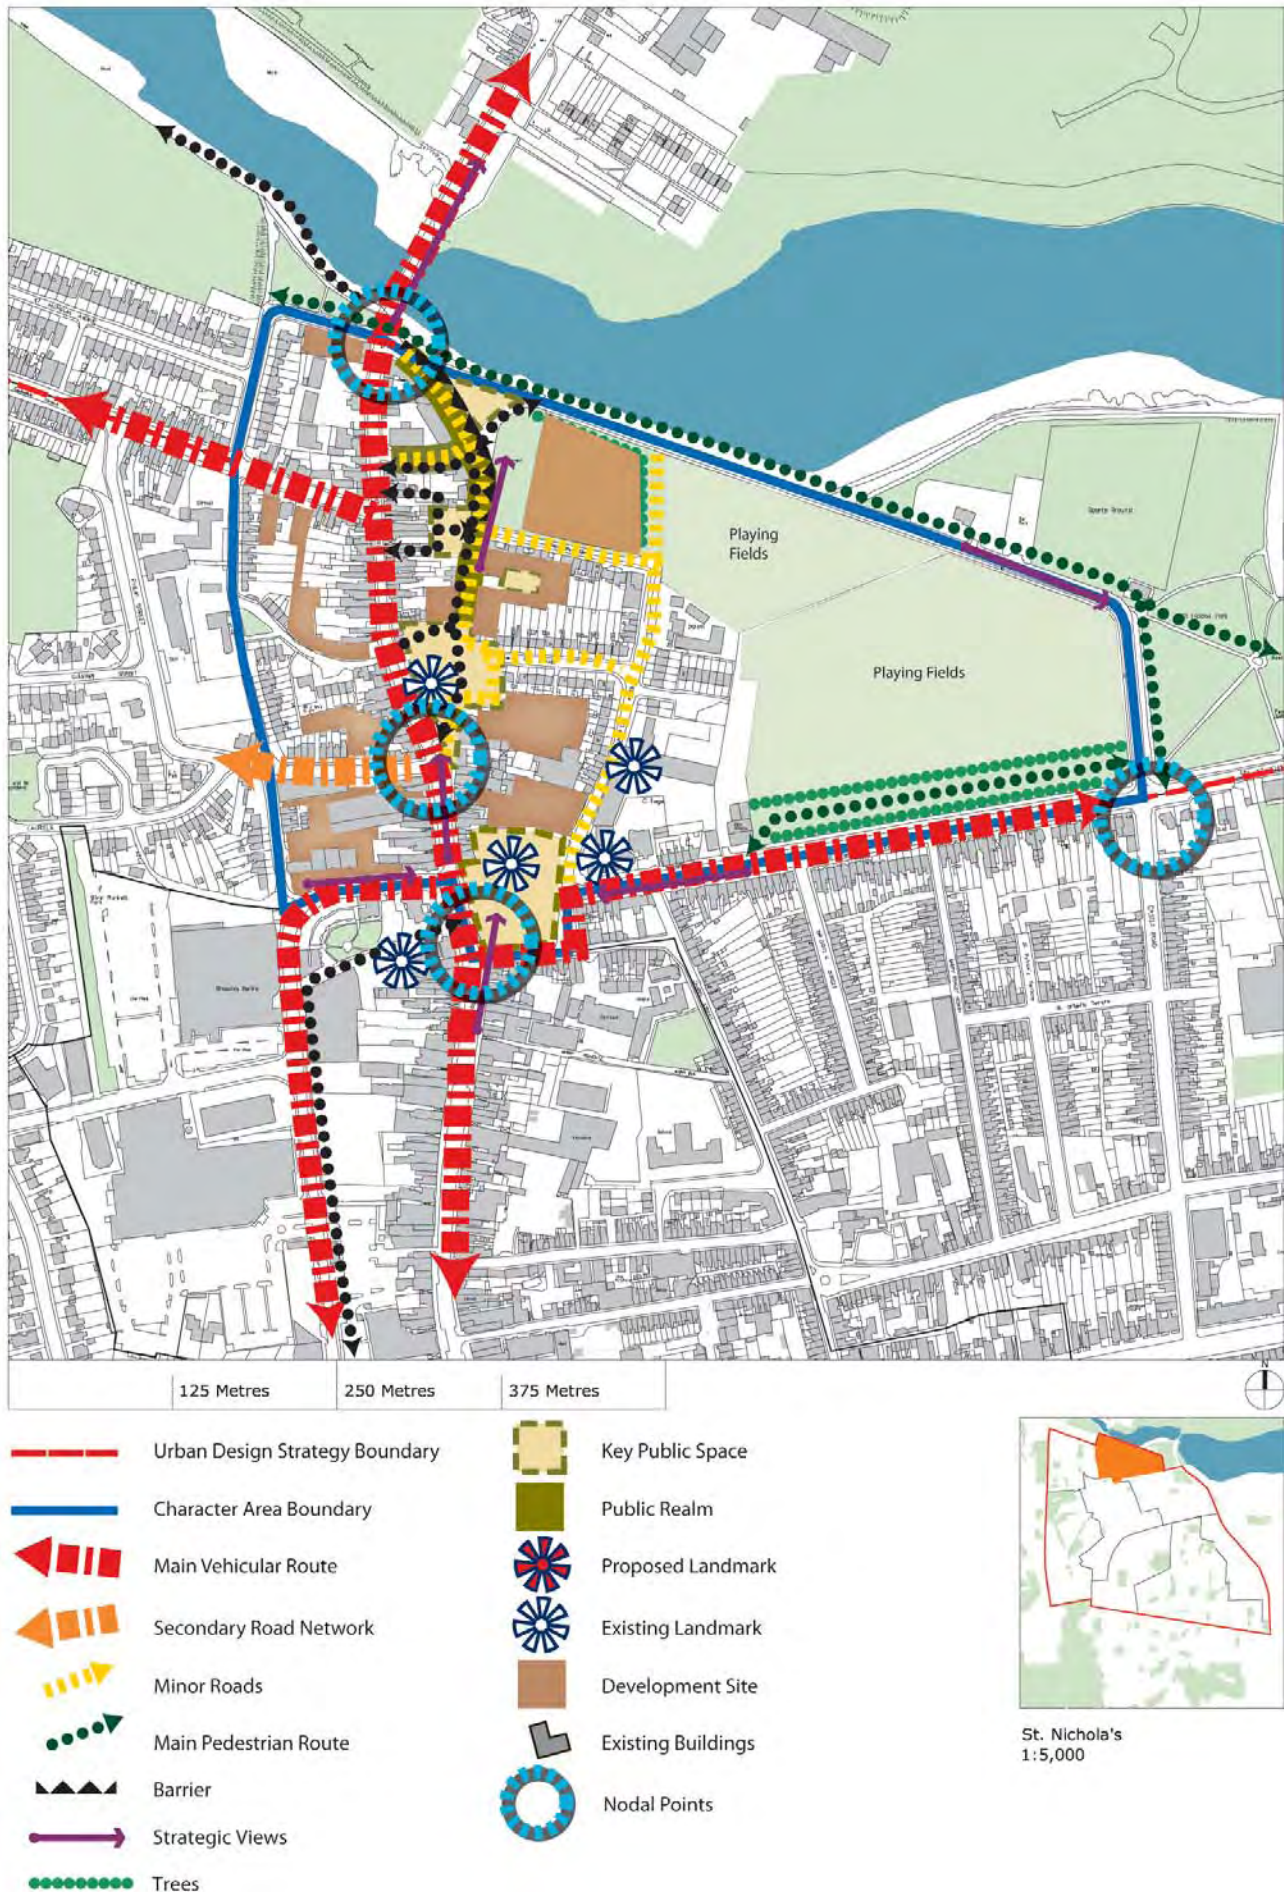 Playing
Fields
Playing Fields
Sports Ground
125 Metres
250 Metres
375 Metres
N
Urban Design Strategy Boundary
Character Area Boundary
Main Vehicular Route
Secondary Road Network
Minor Roads
Main Pedestrian Route
Barrier
Strategic Views
Trees
Key Public Space
Public Realm
Proposed Landmark
Existing Landmark
Development Site
Existing Buildings
Nodal Points
St. Nichola's
1:5,000